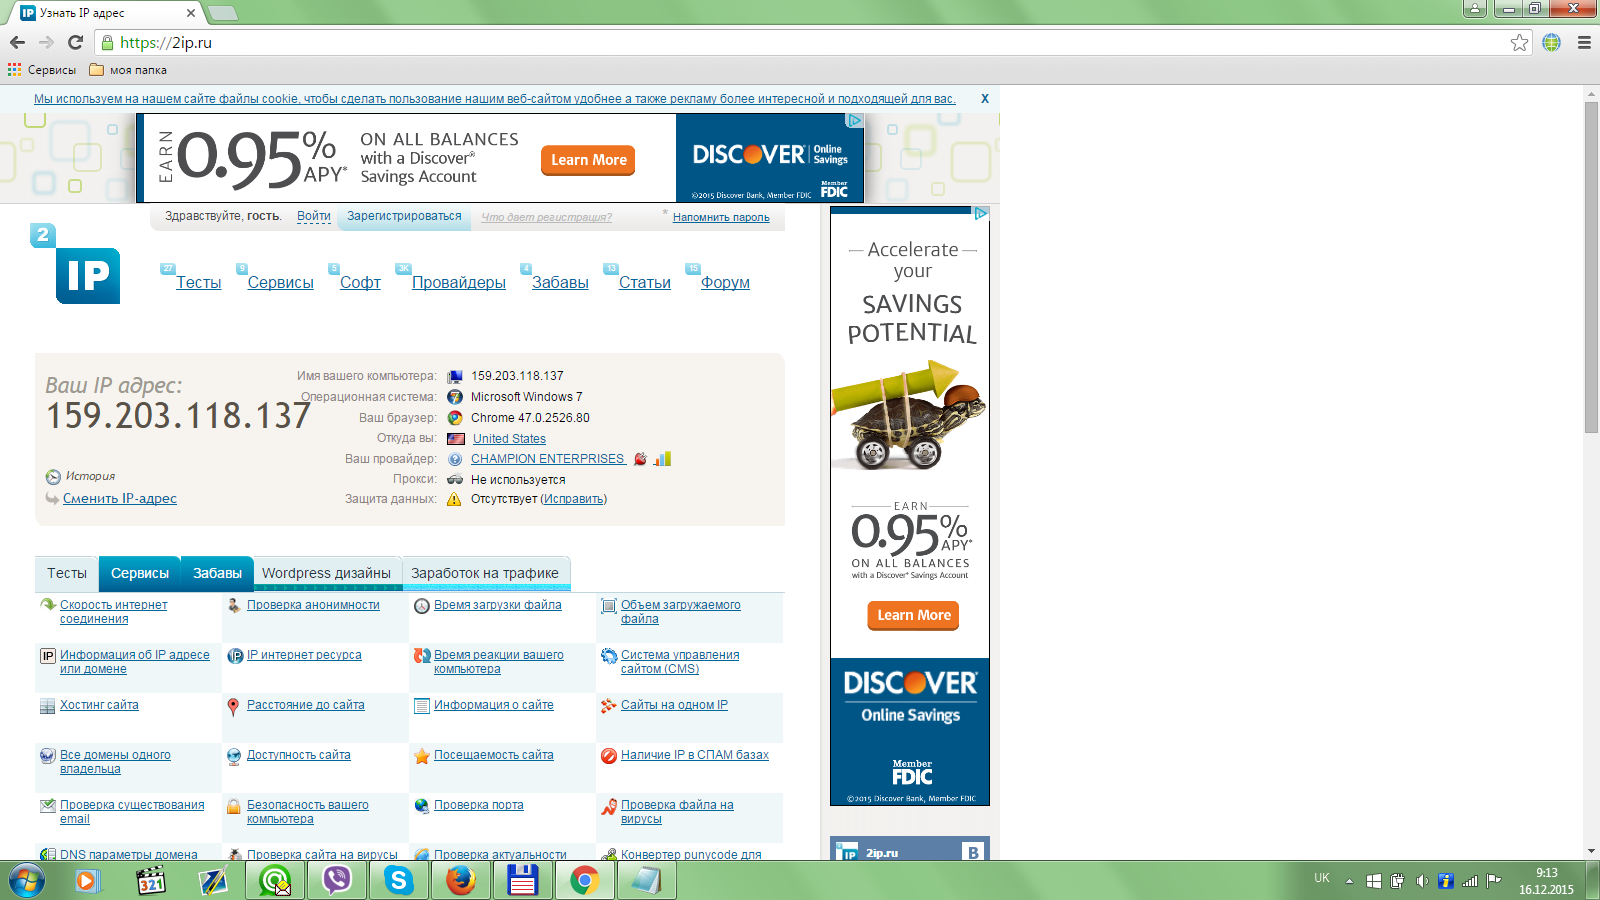 Узнать IP адрес
https://2ip.ru
Сервисы
моя папка
Мы используем на нашем сайте файлы cookie, чтобы сделать пользование нашим веб-сайтом удобнее а также рекламу более интересной и подходящей для вас.
X
EARN
0.95%
APY*
ON ALL BALANCES
with a Discover®
Savings Account
Learn More
DISCOVER®
Online
Savings
Member
FDIC
©2015 Discover Bank, Member FDIC
Здравствуйте, гость.
Войти
Зарегистрироваться
Что дает регистрация?
* Напомнить пароль
2
IP
27 Тесты
9 Сервисы
5 Софт
3K Провайдеры
4 Забавы
13 Статьи
15 Форум
Ваш IP адрес:
159.203.118.137
История
Сменить IP-адрес
Имя вашего компьютера: 159.203.118.137
Операционная система: Microsoft Windows 7
Ваш браузер: Chrome 47.0.2526.80
Откуда вы: United States
Ваш провайдер: CHAMPION ENTERPRISES
Прокси: Не используется
Защита данных: Отсутствует (Исправить)
Accelerate
your
SAVINGS
POTENTIAL
EARN
0.95%
APY*
ON ALL BALANCES
with a Discover® Savings Account
Learn More
DISCOVER®
Online Savings
Member
FDIC
©2015 Discover Bank, Member FDIC
Тесты
Сервисы
Забавы
Wordpress дизайны
Заработок на трафике
Скорость интернет
соединения
Проверка анонимности
Время загрузки файла
Объем загружаемого
файла
IP
Информация об IP адресе
или домене
IP
IP интернет ресурса
Время реакции вашего
компьютера
Система управления
сайтом (CMS)
Хостинг сайта
Расстояние до сайта
Информация о сайте
Сайты на одном IP
Все домены одного
владельца
Доступность сайта
Посещаемость сайта
Наличие IP в СПАМ базах
Проверка существования
email
Безопасность вашего
компьютера
Проверка порта
Проверка файла на
вирусы
DNS параметры домена
Проверка сайта на вирусы
Проверка актуальности
Конвертер punycode для
IP
2ip.ru
B
321
UK
9:13
16.12.2015